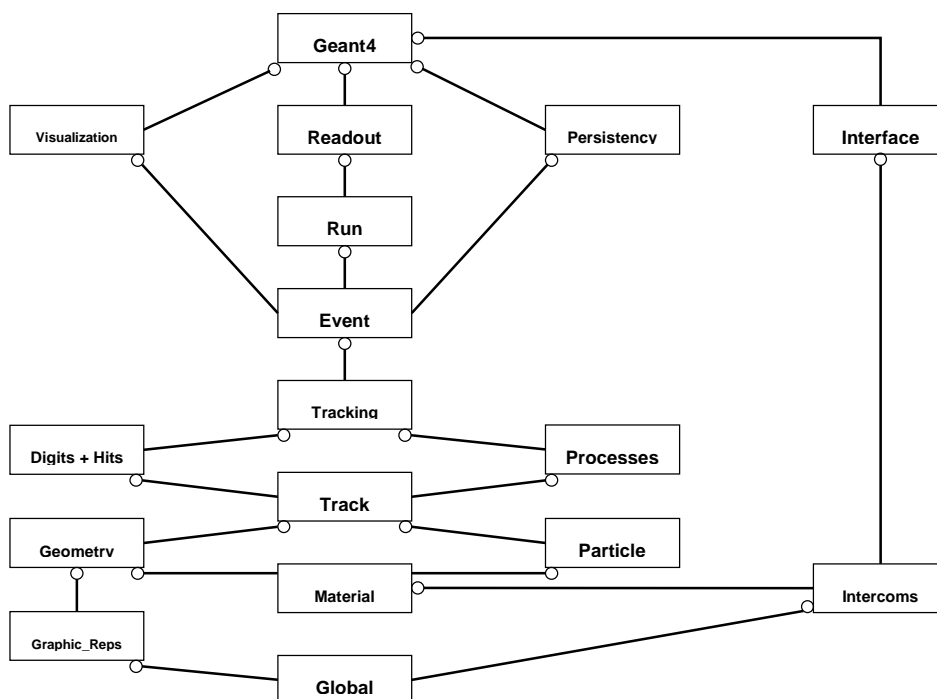 Geant4
Visualization
Readout
Persistency
Interface
Run
Event
Tracking
Digits + Hits
Processes
Track
Geometry
Particle
Material
Intercoms
Graphic_Reps
Global